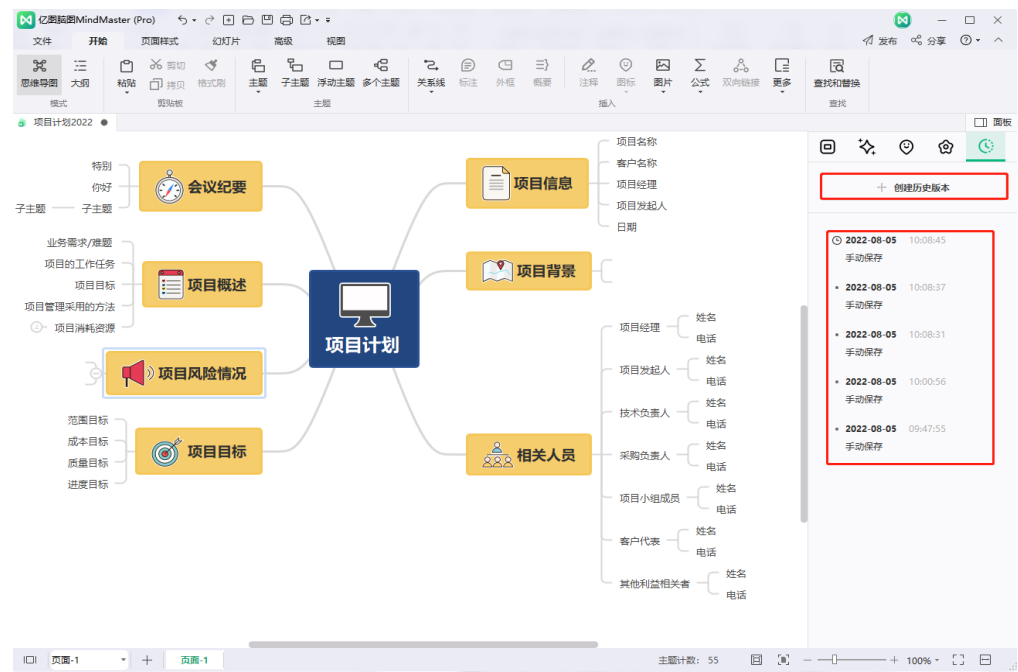 亿图脑图MindMaster (Pro)
文件 开始 页面样式 幻灯片 高级 视图 发布 分享
思维导图 大纲 粘贴 剪切 拷贝 格式刷 主题 子主题 浮动主题 多个主题 关系线 标注 外框 概要 注释 图标 图片 公式 双向链接 更多 查找和替换
模式 剪贴板 主题 插入 查找
项目计划2022 面板
特别
你好
子主题 子主题
会议纪要
业务需求/难题
项目的工作任务
项目目标
项目管理采用的方法
项目消耗资源
项目概述
项目风险情况
范围目标
成本目标
质量目标
进度目标
项目目标
项目计划
项目信息
项目名称
客户名称
项目经理
项目发起人
日期
项目背景
相关人员
项目经理
姓名
电话
项目发起人
姓名
电话
技术负责人
姓名
电话
采购负责人
姓名
电话
项目小组成员
姓名
电话
客户代表
姓名
电话
其他利益相关者
姓名
电话
创建历史版本
2022-08-05 10:08:45
手动保存
2022-08-05 10:08:37
手动保存
2022-08-05 10:08:31
手动保存
2022-08-05 10:00:56
手动保存
2022-08-05 09:47:55
手动保存
页面-1 页面-1 主题计数: 55 100%